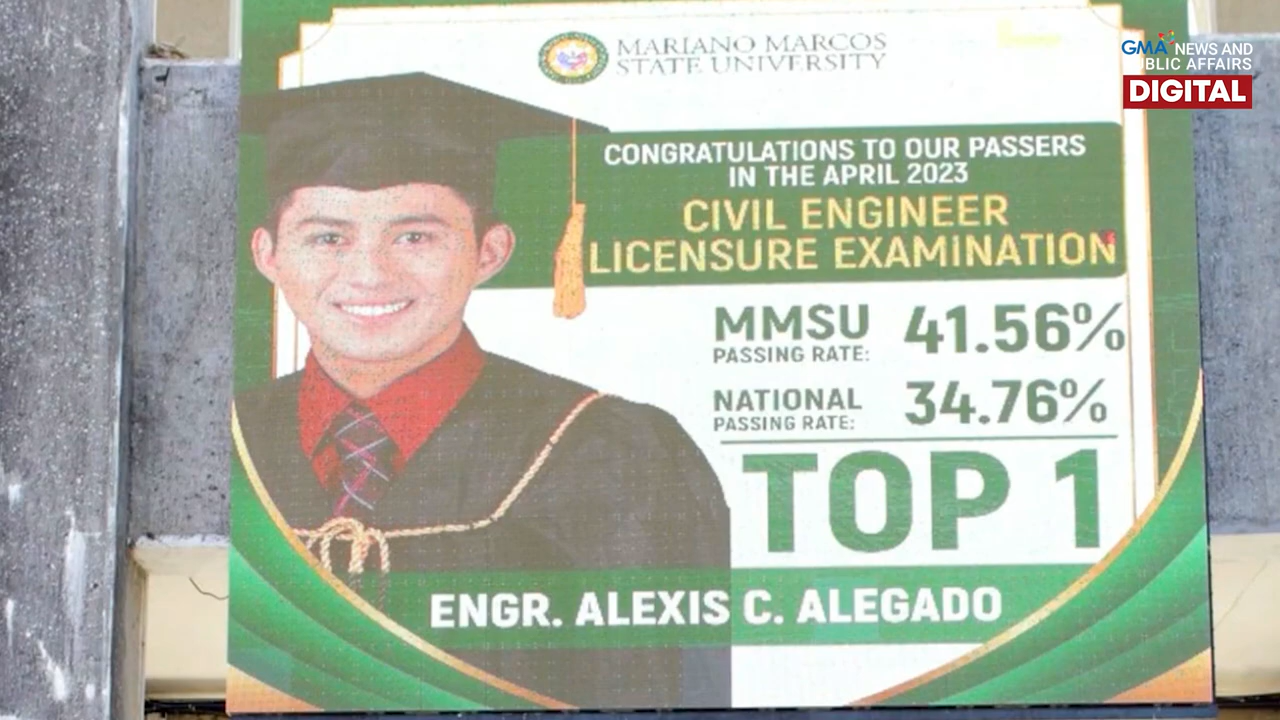 MARIANO MARCOS
STATE UNIVERSITY
GMA NEWS AND
PUBLIC AFFAIRS
DIGITAL
CONGRATULATIONS TO OUR PASSERS
IN THE APRIL 2023
CIVIL ENGINEER
LICENSURE EXAMINATION
MMSU 41.56%
PASSING RATE:
NATIONAL 34.76%
PASSING RATE:
TOP 1
ENGR. ALEXIS C. ALEGADO